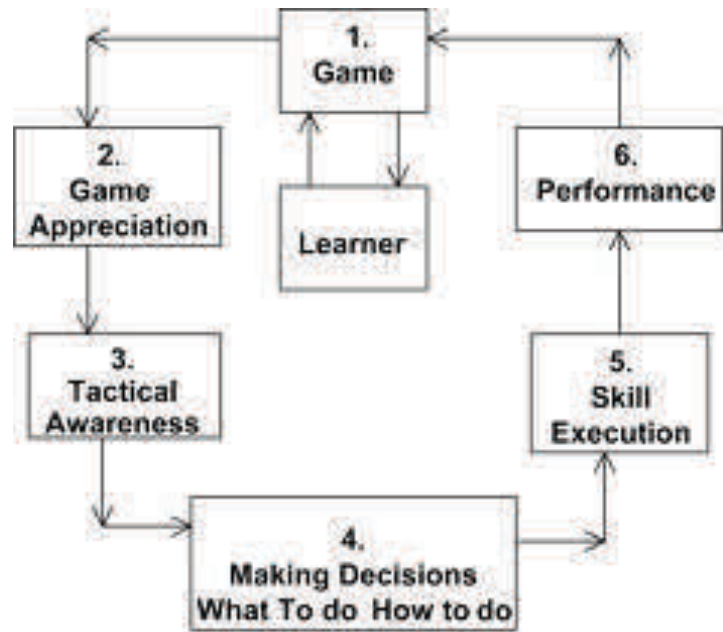 1.
Game
2.
Game
Appreciation
Learner
3.
Tactical
Awareness
4.
Making Decisions
What To do How to do
5.
Skill
Execution
6.
Performance